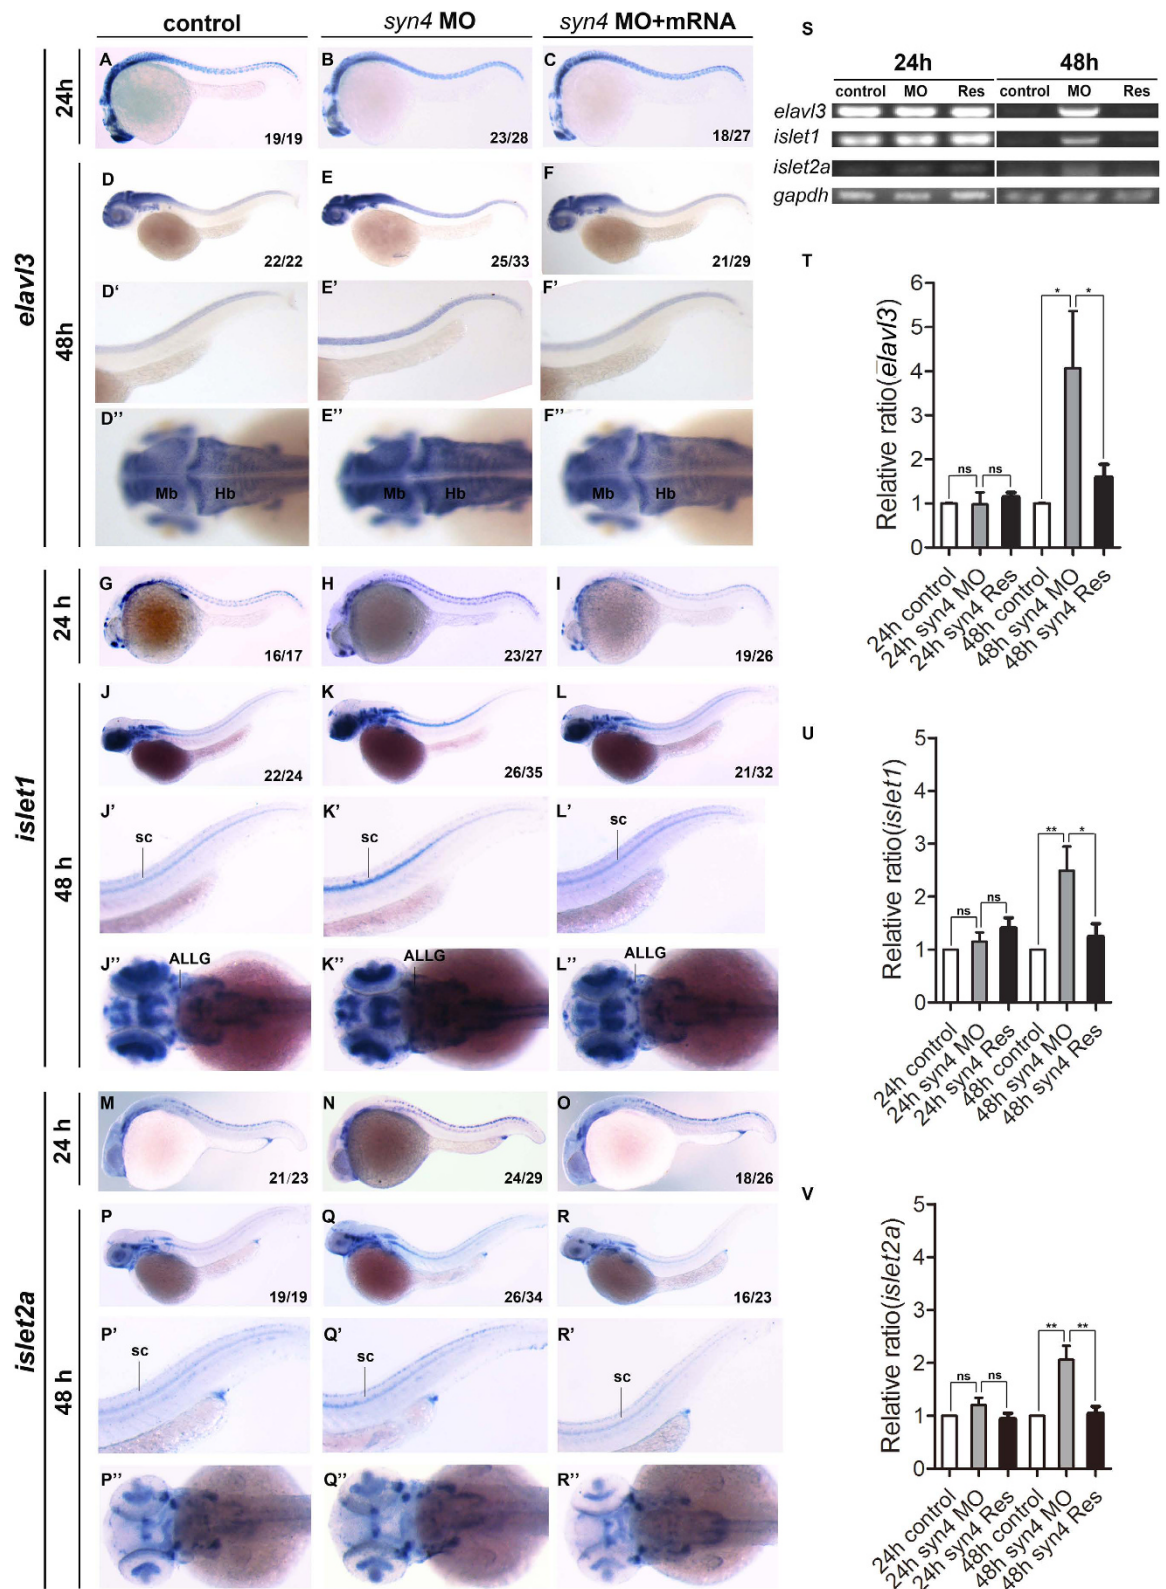 control
syn4 MO
syn4 MO+mRNA
elavl3
24h
A
19/19
B
23/28
C
18/27
48h
D
22/22
E
25/33
F
21/29
D‘
E’
F’
D’’
Mb
Hb
E’’
Mb
Hb
F’’
Mb
Hb
islet1
24 h
G
16/17
H
23/27
I
19/26
48 h
J
22/24
K
26/35
L
21/32
J’
sc
K’
sc
L’
sc
J’’
ALLG
K’’
ALLG
L’’
ALLG
islet2a
24 h
M
21/23
N
24/29
O
18/26
48 h
P
19/19
Q
26/34
R
16/23
P’
sc
Q’
sc
R’
sc
P’’
Q’’
R’’
S
24h
48h
control MO Res control MO Res
elavl3
islet1
islet2a
gapdh
T
Relative ratio(elavl3)
6
5
4
3
2
1
0
ns
ns
*
*
24h control
24h syn4 MO
24h syn4 Res
48h control
48h syn4 MO
48h syn4 Res
U
Relative ratio(islet1)
5
4
3
2
1
0
ns
ns
**
*
24h control
24h syn4 MO
24h syn4 Res
48h control
48h syn4 MO
48h syn4 Res
V
Relative ratio(islet2a)
5
4
3
2
1
0
ns
ns
**
**
24h control
24h syn4 MO
24h syn4 Res
48h control
48h syn4 MO
48h syn4 Res